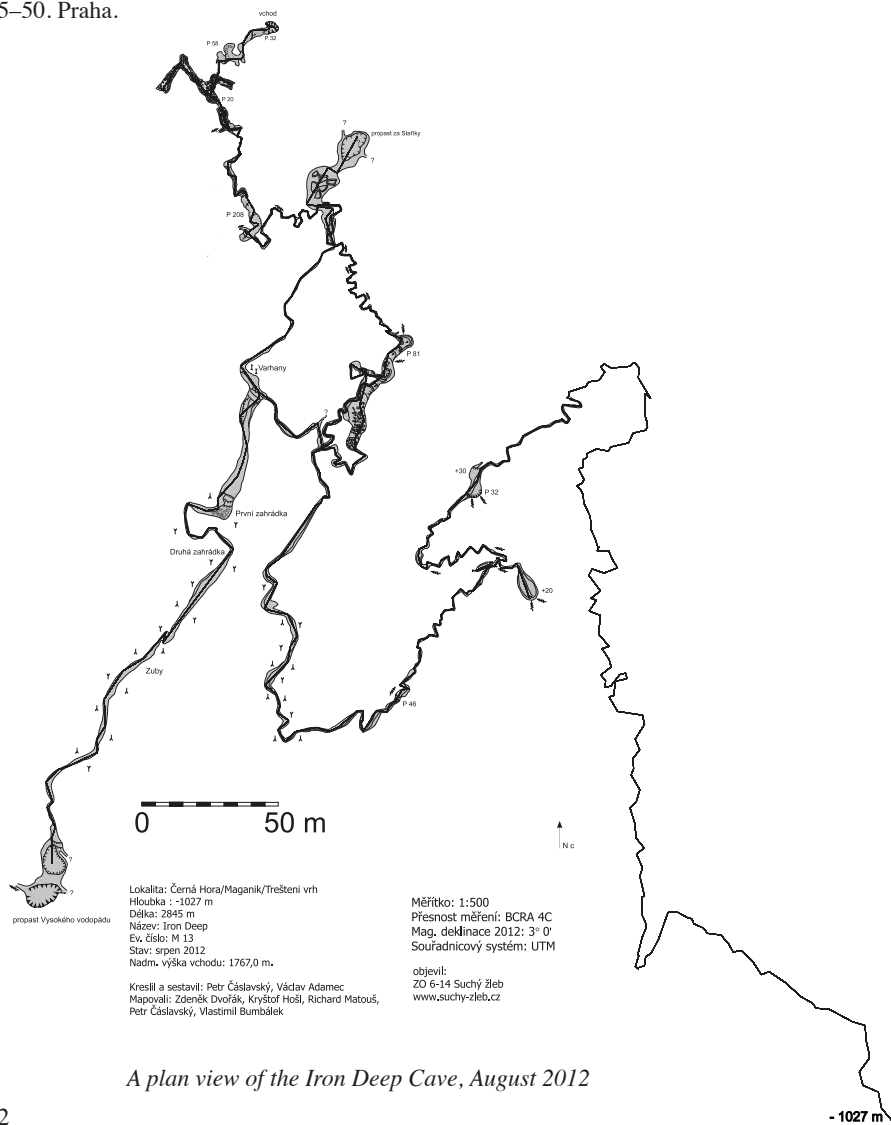 5–50. Praha.
vchod
P 32
P 58
P 20
?
propast za Staříky
?
P 208
P 81
Varhany
?
+30
P 32
První zahrádka
Druhá zahrádka
+20
Zuby
P 46
0 50 m
N c
?
?
propast Vysokého vodopádu
Lokalita: Černá Hora/Maganik/Trešteni vrh
Hloubka : -1027 m
Délka: 2845 m
Název: Iron Deep
Ev. číslo: M 13
Stav: srpen 2012
Nadm. výška vchodu: 1767,0 m.
Kreslil a sestavil: Petr Čáslavský, Václav Adamec
Mapovali: Zdeněk Dvořák, Kryštof Hošl, Richard Matouš,
Petr Čáslavský, Vlastimil Bumbálek
Měřítko: 1:500
Přesnost měření: BCRA 4C
Mag. deklinace 2012: 3° 0'
Souřadnicový systém: UTM
objevil:
ZO 6-14 Suchý žleb
www.suchy-zleb.cz
A plan view of the Iron Deep Cave, August 2012
2
- 1027 m